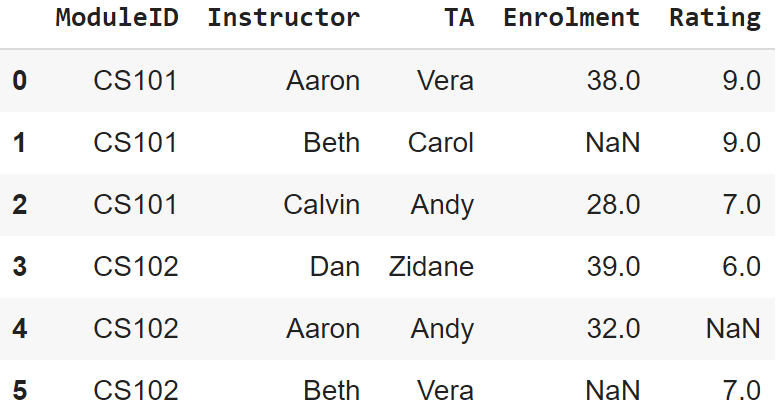 ModuleID Instructor TA Enrolment Rating
0 CS101 Aaron Vera 38.0 9.0
1 CS101 Beth Carol NaN 9.0
2 CS101 Calvin Andy 28.0 7.0
3 CS102 Dan Zidane 39.0 6.0
4 CS102 Aaron Andy 32.0 NaN
5 CS102 Beth Vera NaN 7.0